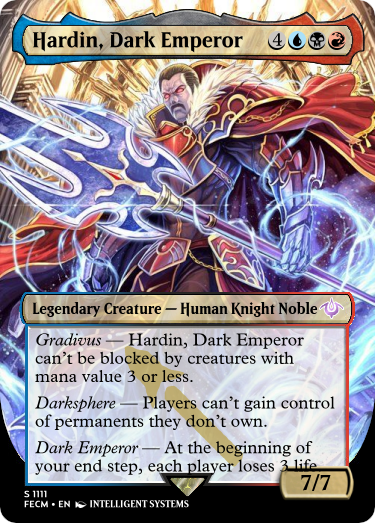 Hardin, Dark Emperor 4
Legendary Creature — Human Knight Noble
Gradivus — Hardin, Dark Emperor
can't be blocked by creatures with
mana value 3 or less.
Darksphere — Players can't gain control
of permanents they don't own.
Dark Emperor — At the beginning of
your end step, each player loses 3 life
7/7
S 1111
FECM • EN INTELLIGENT SYSTEMS